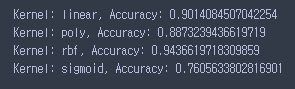 Kernel: linear, Accuracy: 0.9014084507042254
Kernel: poly, Accuracy: 0.8873239436619719
Kernel: rbf, Accuracy: 0.9436619718309859
Kernel: sigmoid, Accuracy: 0.7605633802816901